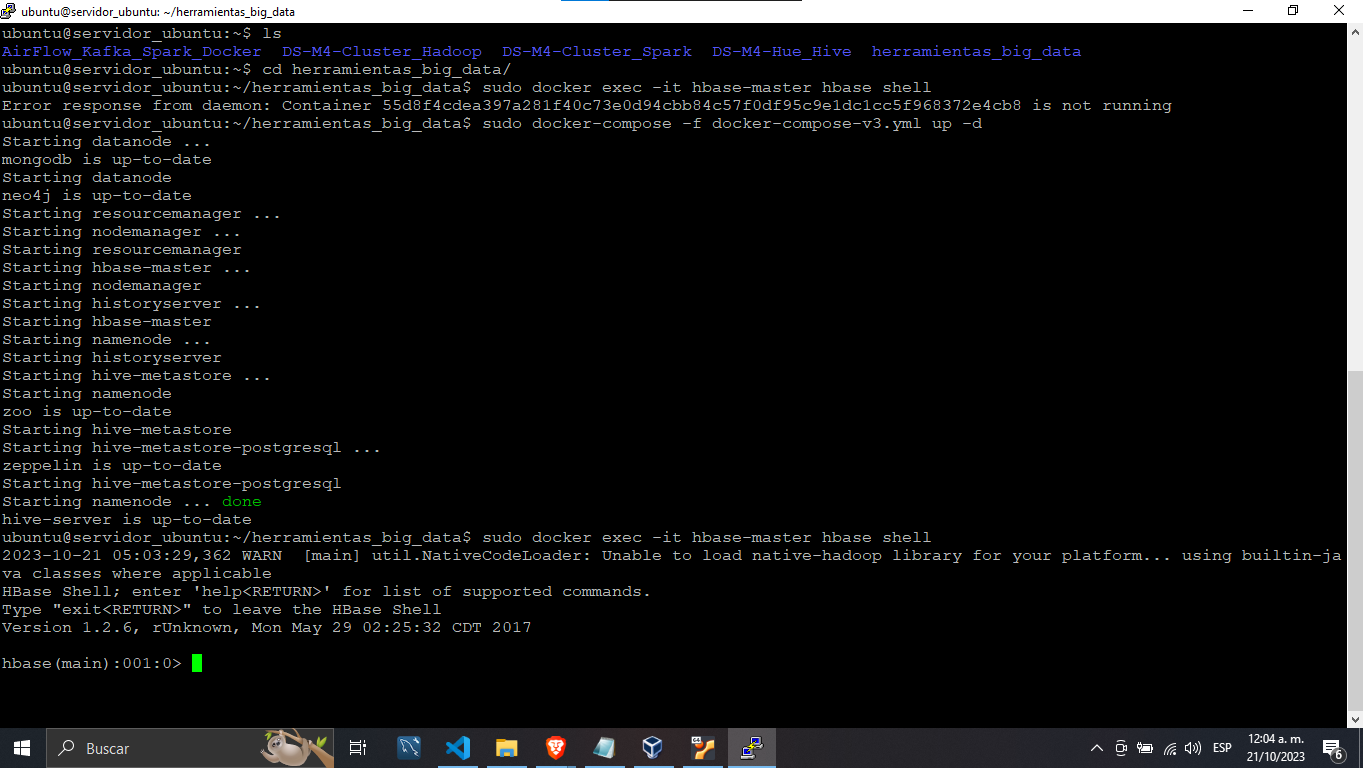 ubuntu@servidor_ubuntu: ~/herramientas_big_data
ubuntu@servidor_ubuntu:~$ ls
AirFlow_Kafka_Spark_Docker  DS-M4-Cluster_Hadoop  DS-M4-Cluster_Spark  DS-M4-Hue_Hive  herramientas_big_data
ubuntu@servidor_ubuntu:~$ cd herramientas_big_data/
ubuntu@servidor_ubuntu:~/herramientas_big_data$ sudo docker exec -it hbase-master hbase shell
Error response from daemon: Container 55d8f4cdea397a281f40c73e0d94cbb84c57f0df95c9e1dc1cc5f968372e4cb8 is not running
ubuntu@servidor_ubuntu:~/herramientas_big_data$ sudo docker-compose -f docker-compose-v3.yml up -d
Starting datanode ...
mongodb is up-to-date
Starting datanode
neo4j is up-to-date
Starting resourcemanager ...
Starting nodemanager ...
Starting resourcemanager
Starting hbase-master ...
Starting nodemanager
Starting historyserver ...
Starting hbase-master
Starting namenode ...
Starting historyserver
Starting hive-metastore ...
Starting namenode
zoo is up-to-date
Starting hive-metastore
Starting hive-metastore-postgresql ...
zeppelin is up-to-date
Starting hive-metastore-postgresql
Starting namenode ... done
hive-server is up-to-date
ubuntu@servidor_ubuntu:~/herramientas_big_data$ sudo docker exec -it hbase-master hbase shell
2023-10-21 05:03:29,362 WARN  [main] util.NativeCodeLoader: Unable to load native-hadoop library for your platform... using builtin-ja
va classes where applicable
HBase Shell; enter 'help<RETURN>' for list of supported commands.
Type "exit<RETURN>" to leave the HBase Shell
Version 1.2.6, rUnknown, Mon May 29 02:25:32 CDT 2017
hbase(main):001:0>
Buscar
64
ESP
12:04 a. m.
21/10/2023
6